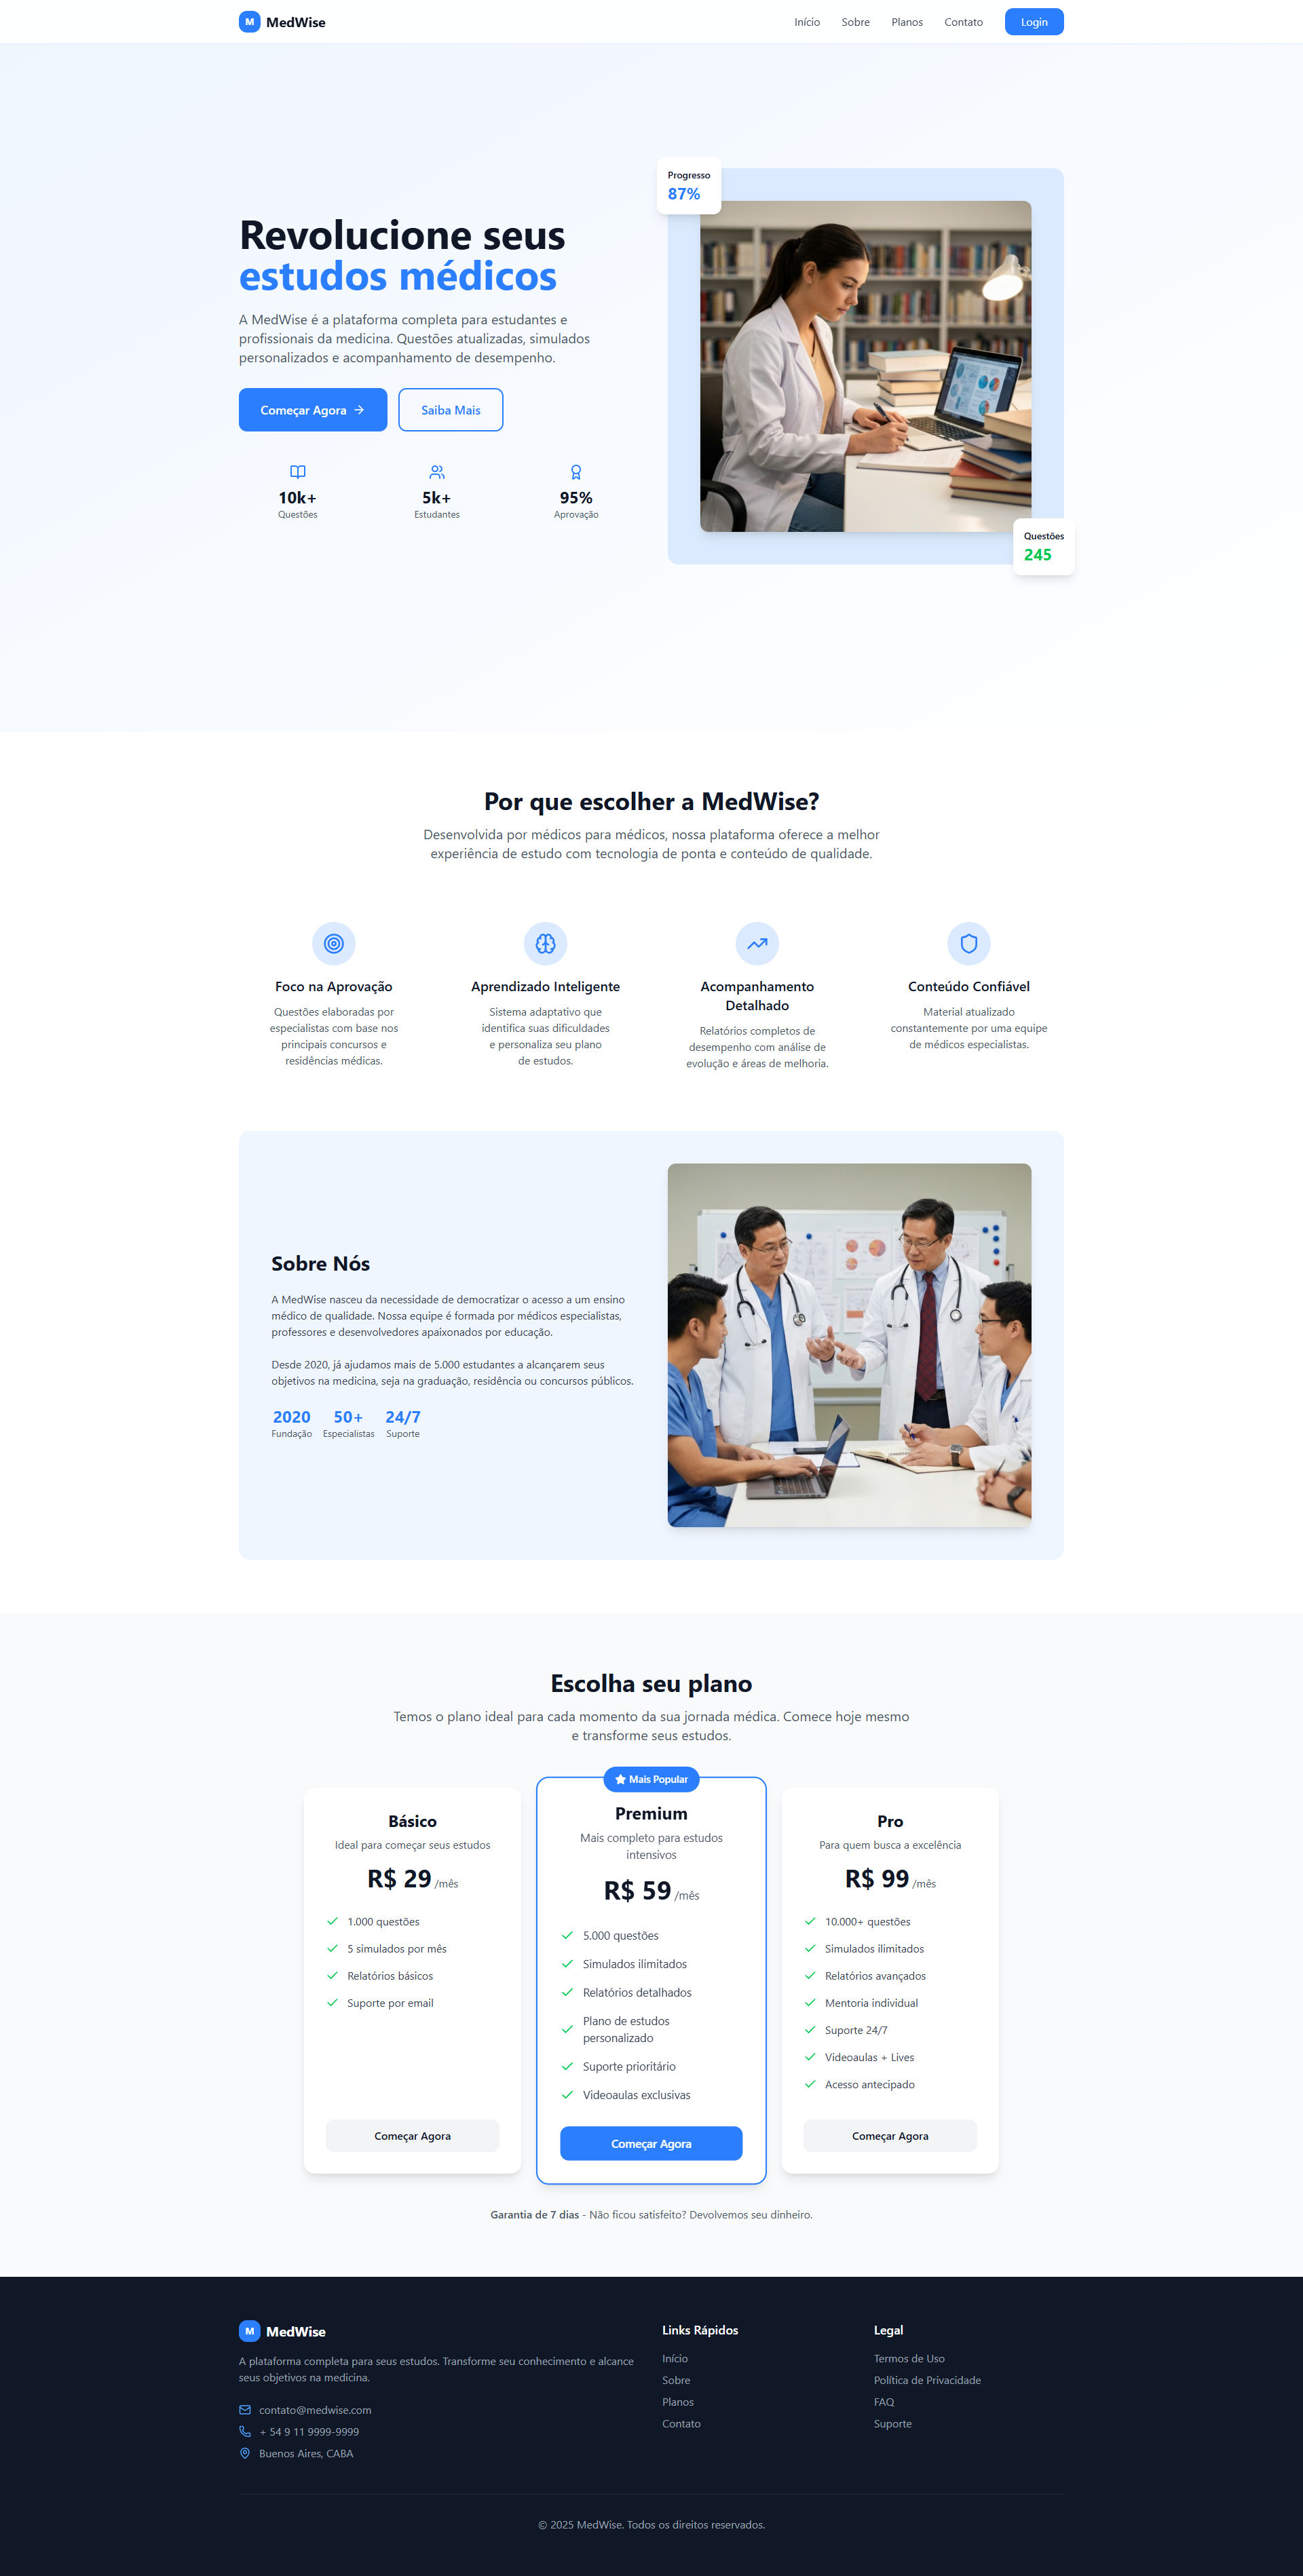 M MedWise
Início Sobre Planos Contato Login
Progresso
87%
Revolucione seus
estudos médicos
A MedWise é a plataforma completa para estudantes e
profissionais da medicina. Questões atualizadas, simulados
personalizados e acompanhamento de desempenho.
Começar Agora Saiba Mais
10k+ 5k+ 95%
Questões Estudantes Aprovação
Questões
245
Por que escolher a MedWise?
Desenvolvida por médicos para médicos, nossa plataforma oferece a melhor
experiência de estudo com tecnologia de ponta e conteúdo de qualidade.
Foco na Aprovação
Questões elaboradas por
especialistas com base nos
principais concursos e
residências médicas.
Aprendizado Inteligente
Sistema adaptativo que
identifica suas dificuldades
e personaliza seu plano
de estudos.
Acompanhamento
Detalhado
Relatórios completos de
desempenho com análise de
evolução e áreas de melhoria.
Conteúdo Confiável
Material atualizado
constantemente por uma equipe
de médicos especialistas.
Sobre Nós
A MedWise nasceu da necessidade de democratizar o acesso a um ensino
médico de qualidade. Nossa equipe é formada por médicos especialistas,
professores e desenvolvedores apaixonados por educação.
Desde 2020, já ajudamos mais de 5.000 estudantes a alcançarem seus
objetivos na medicina, seja na graduação, residência ou concursos públicos.
2020 50+ 24/7
Fundação Especialistas Suporte
Escolha seu plano
Temos o plano ideal para cada momento da sua jornada médica. Comece hoje mesmo
e transforme seus estudos.
Básico
Ideal para começar seus estudos
R$ 29 /mês
1.000 questões
5 simulados por mês
Relatórios básicos
Suporte por email
Começar Agora
Mais Popular
Premium
Mais completo para estudos
intensivos
R$ 59 /mês
5.000 questões
Simulados ilimitados
Relatórios detalhados
Plano de estudos
personalizado
Suporte prioritário
Videoaulas exclusivas
Começar Agora
Pro
Para quem busca a excelência
R$ 99 /mês
10.000+ questões
Simulados ilimitados
Relatórios avançados
Mentoria individual
Suporte 24/7
Videoaulas + Lives
Acesso antecipado
Começar Agora
Garantia de 7 dias - Não ficou satisfeito? Devolvemos seu dinheiro.
M MedWise
A plataforma completa para seus estudos. Transforme seu conhecimento e alcance
seus objetivos na medicina.
contato@medwise.com
+ 54 9 11 9999-9999
Buenos Aires, CABA
Links Rápidos
Início
Sobre
Planos
Contato
Legal
Termos de Uso
Política de Privacidade
FAQ
Suporte
© 2025 MedWise. Todos os direitos reservados.